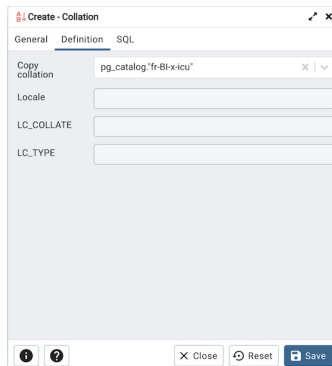 Create - Collation
General Definition SQL
Copy collation pg_catalog."fr-BI-x-icu"
Locale
LC_COLLATE
LC_TYPE
Close Reset Save